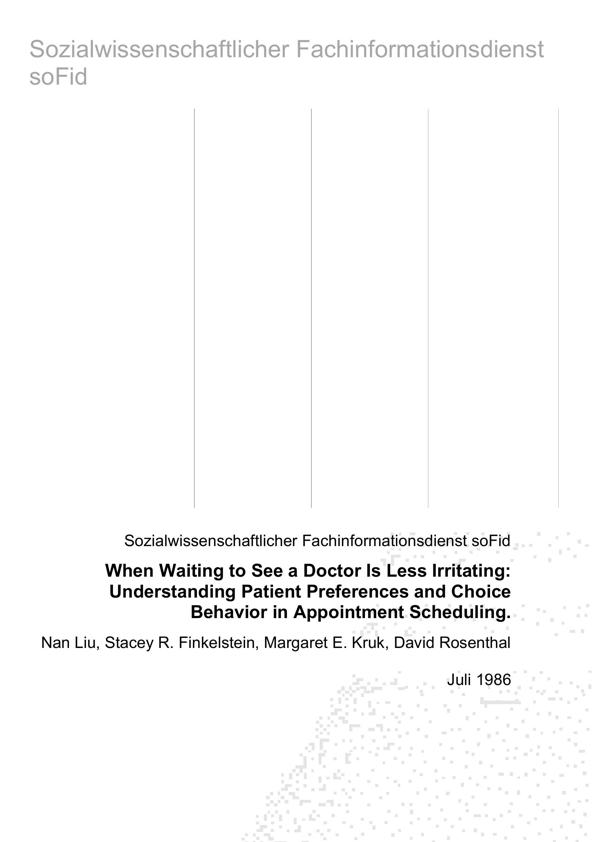 Sozialwissenschaftlicher Fachinformationsdienst
soFid
Sozialwissenschaftlicher Fachinformationsdienst soFid
When Waiting to See a Doctor Is Less Irritating:
Understanding Patient Preferences and Choice
Behavior in Appointment Scheduling.
Nan Liu, Stacey R. Finkelstein, Margaret E. Kruk, David Rosenthal
Juli 1986